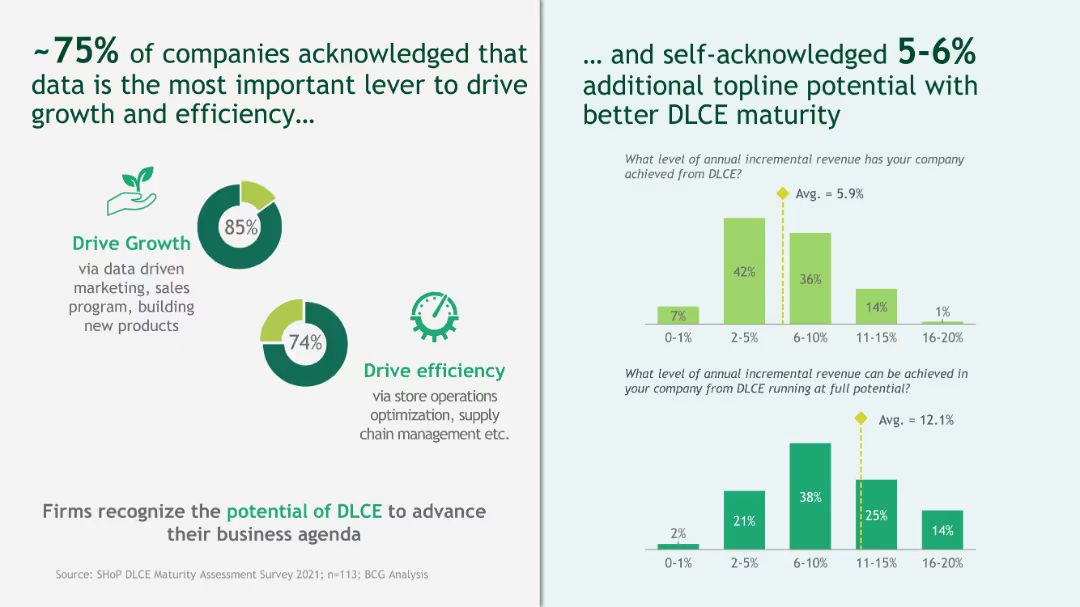 ~75% of companies acknowledged that
data is the most important lever to drive
growth and efficiency...
85%
Drive Growth
via data driven
marketing, sales
program, building
new products
74%
Drive efficiency
via store operations
optimization, supply
chain management etc.
Firms recognize the potential of DLCE to advance
their business agenda
Source: SHoP DLCE Maturity Assessment Survey 2021; n=113; BCG Analysis
... and self-acknowledged 5-6%
additional topline potential with
better DLCE maturity
What level of annual incremental revenue has your company
achieved from DLCE?
Avg. = 5.9%
7%
42%
36%
14%
1%
0-1%
2-5%
6-10%
11-15%
16-20%
What level of annual incremental revenue can be achieved in
your company from DLCE running at full potential?
Avg. = 12.1%
2%
21%
38%
25%
14%
0-1%
2-5%
6-10%
11-15%
16-20%